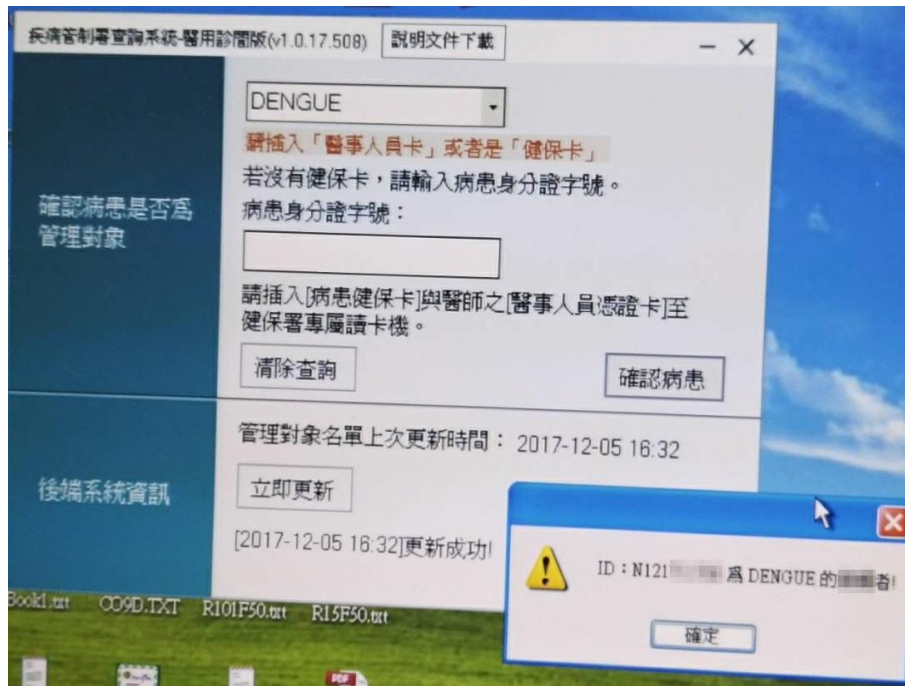 疾病管制署查詢系統-醫用診間版(v1.0.17.508) 說明文件下載
DENGUE
請插入「醫事人員卡」或者是「健保卡」
若沒有健保卡，請輸入病患身分證字號。
病患身分證字號：
確認病患是否為
管理對象
請插入[病患健保卡]與醫師之[醫事人員憑證卡]至
健保署專屬讀卡機。
清除查詢 確認病患
管理對象名單上次更新時間： 2017-12-05 16:32
後端系統資訊
立即更新
[2017-12-05 16:32]更新成功!
ID：N121 為 DENGUE 的 者!
確定
Book1.txt CO9D.TXT R101F50.txt R15F50.txt
PDF